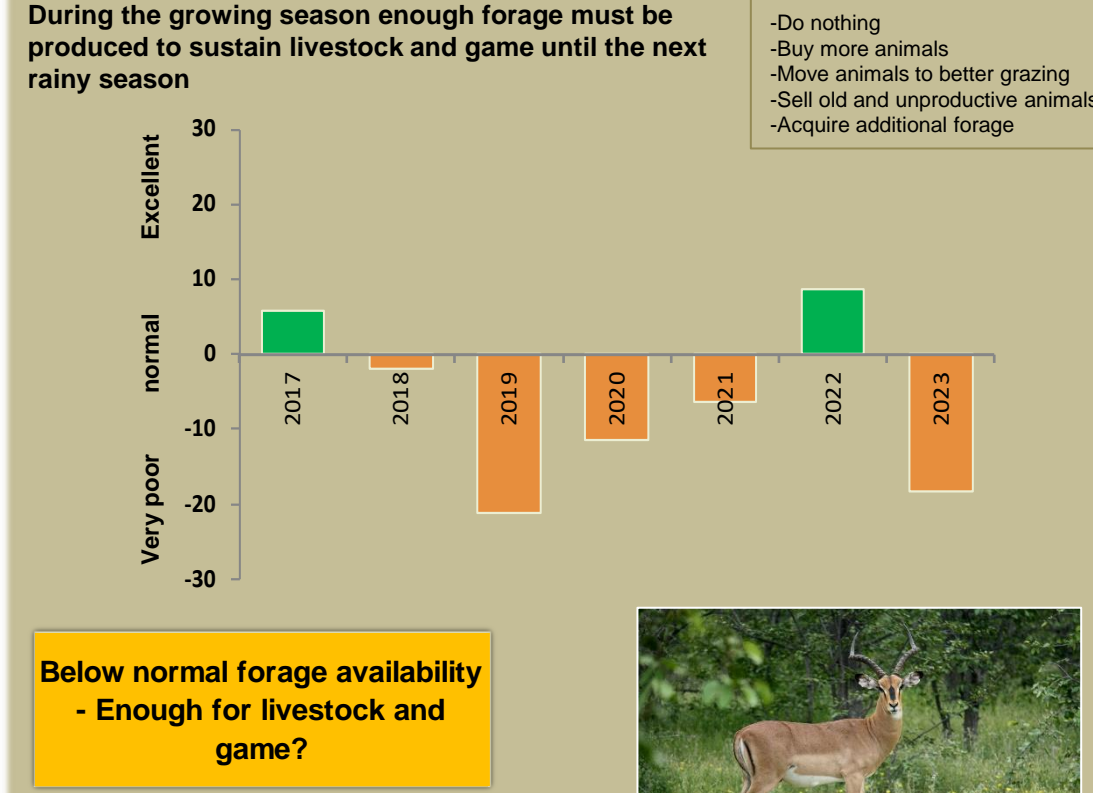 During the growing season enough forage must be
produced to sustain livestock and game until the next
rainy season
-Do nothing
-Buy more animals
-Move animals to better grazing
-Sell old and unproductive animals
-Acquire additional forage
Excellent
normal
Very poor
30
20
10
0
-10
-20
-30
2017
2018
2019
2020
2021
2022
2023
Below normal forage availability
- Enough for livestock and
game?